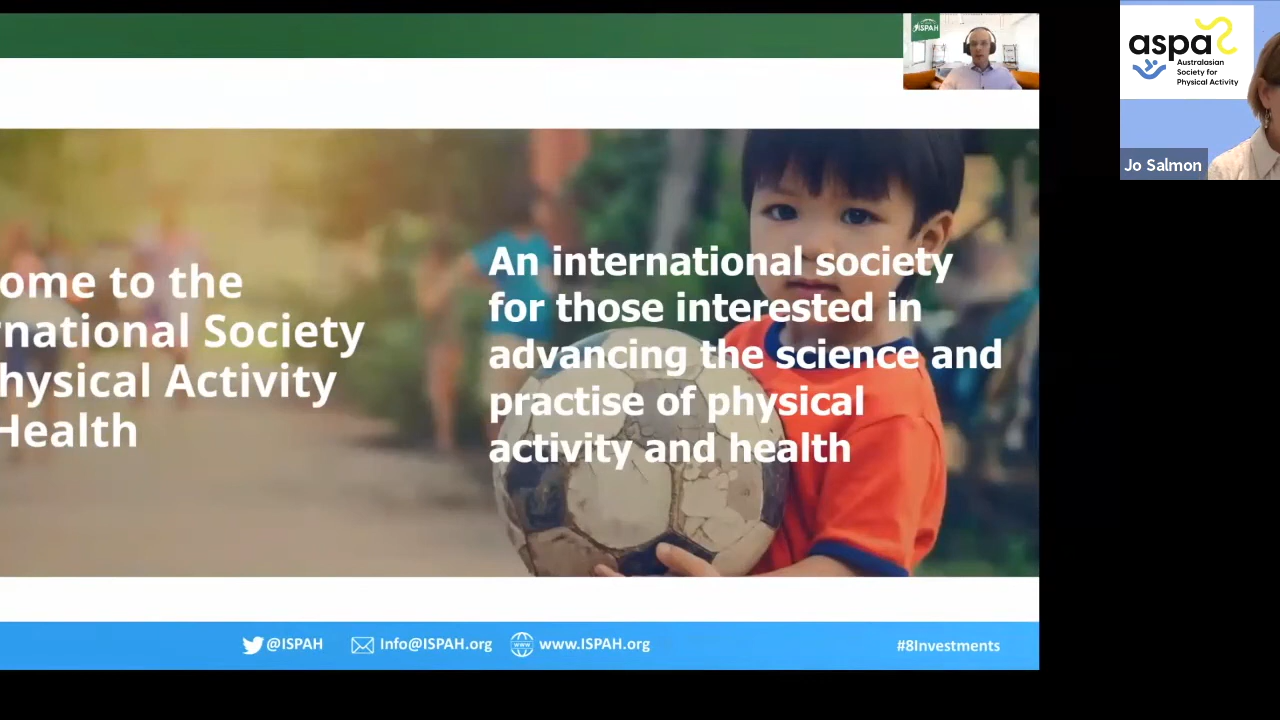 ISPAH
aspa
Australasian
Society for
Physical Activity
Jo Salmon
ome to the
rnational Society
hysical Activity
Health
An international society
for those interested in
advancing the science and
practise of physical
activity and health
@ISPAH
Info@ISPAH.org
www
www.ISPAH.org
#8Investments